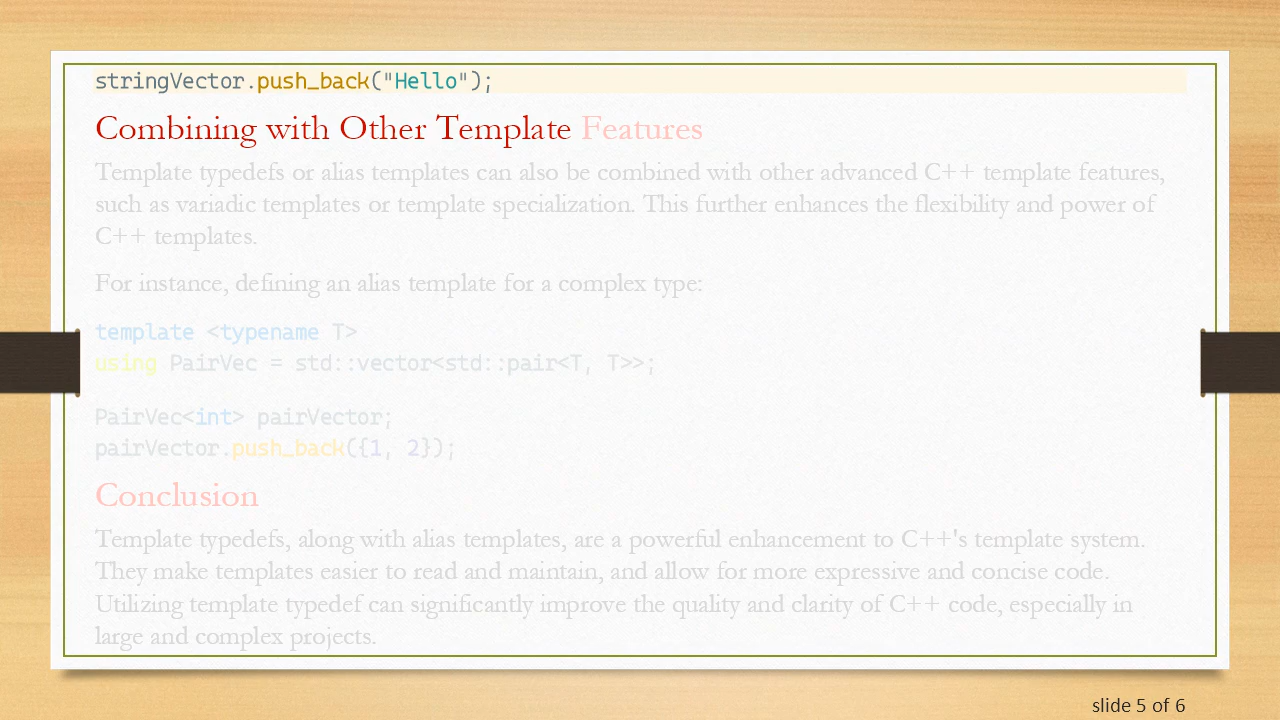 stringVector.push_back("Hello");
Combining with Other Template Features
Template typedefs or alias templates can also be combined with other advanced C++ template features,
such as variadic templates or template specialization. This further enhances the flexibility and power of
C++ templates.
For instance, defining an alias template for a complex type:
template <typename T>
using PairVec = std::vector<std::pair<T, T>>;
PairVec<int> pairVector;
pairVector.push_back({1, 2});
Conclusion
Template typedefs, along with alias templates, are a powerful enhancement to C++'s template system.
They make templates easier to read and maintain, and allow for more expressive and concise code.
Utilizing template typedef can significantly improve the quality and clarity of C++ code, especially in
large and complex projects.
slide 5 of 6